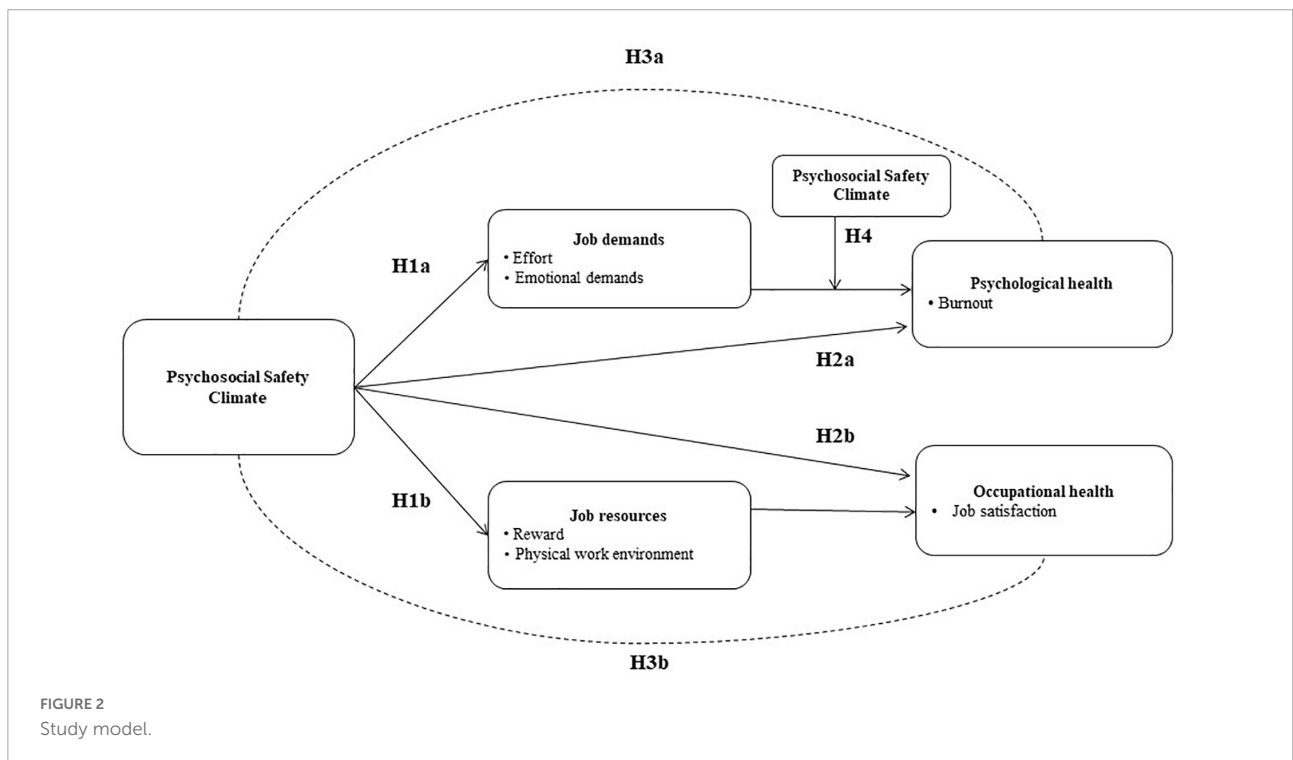 H3a
Psychosocial Safety
Climate
H4
Job demands
• Effort
• Emotional demands
H1a
Psychological health
• Burnout
H2a
Psychosocial Safety
Climate
H2b
H1b
Job resources
• Reward
• Physical work environment
Occupational health
• Job satisfaction
H3b
FIGURE 2
Study model.